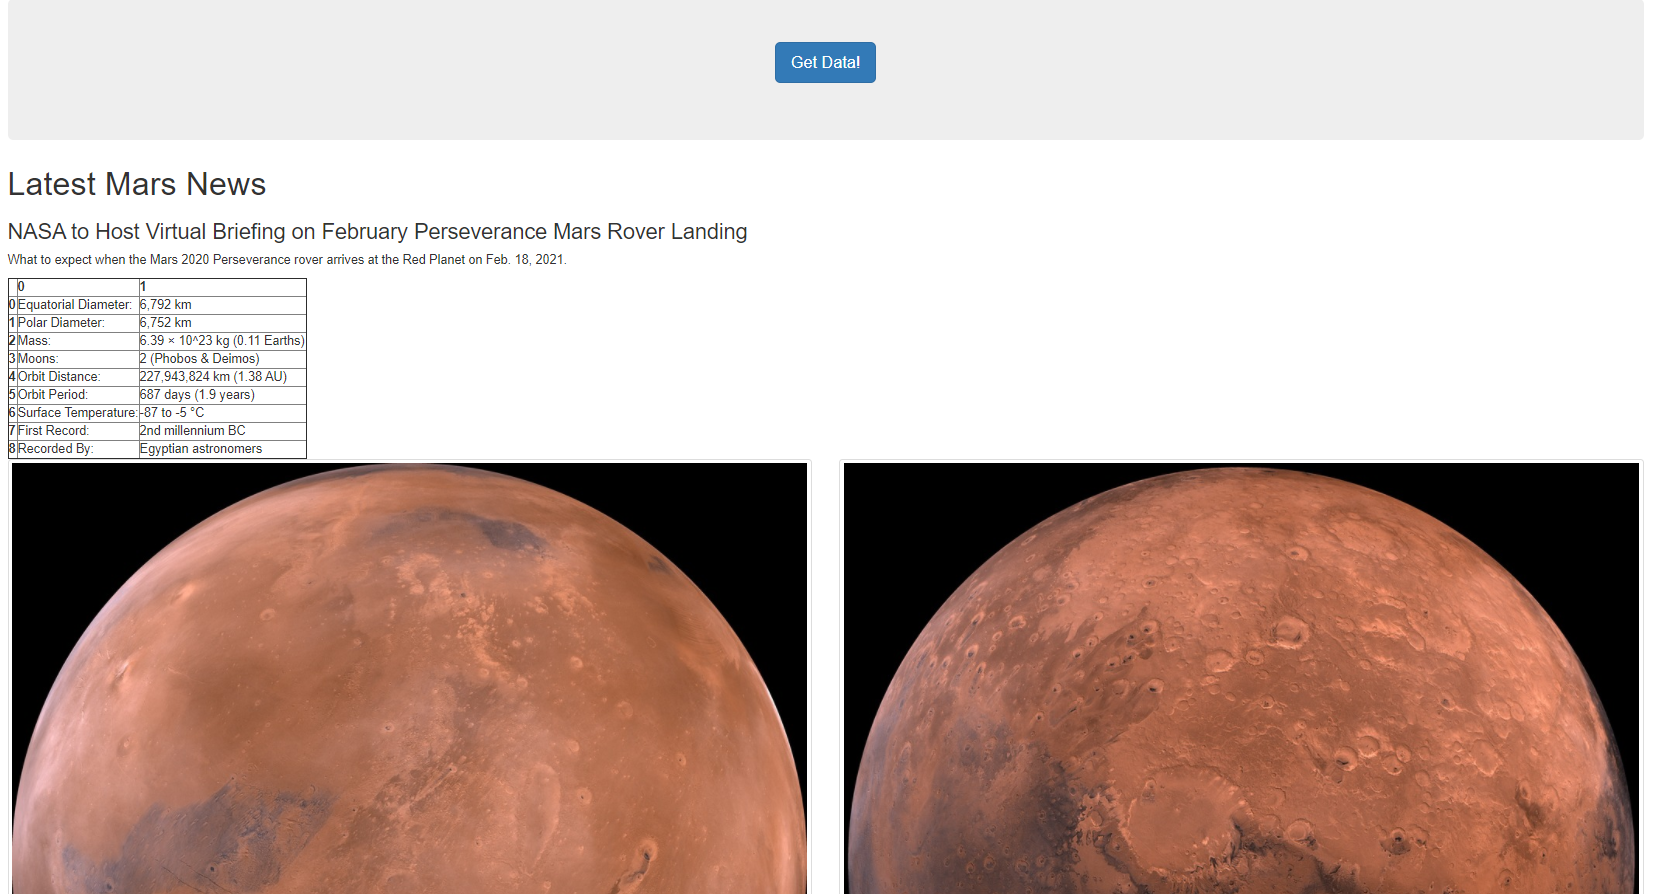 Get Data!
Latest Mars News
NASA to Host Virtual Briefing on February Perseverance Mars Rover Landing
What to expect when the Mars 2020 Perseverance rover arrives at the Red Planet on Feb. 18, 2021.
0 1
0 Equatorial Diameter: 6,792 km
1 Polar Diameter: 6,752 km
2 Mass: 6.39 × 10^23 kg (0.11 Earths)
3 Moons: 2 (Phobos & Deimos)
4 Orbit Distance: 227,943,824 km (1.38 AU)
5 Orbit Period: 687 days (1.9 years)
6 Surface Temperature: -87 to -5 °C
7 First Record: 2nd millennium BC
8 Recorded By: Egyptian astronomers